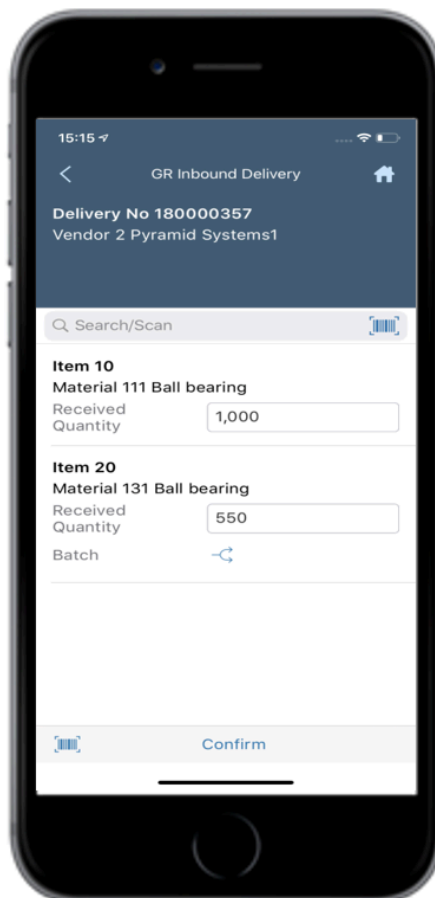 15:15
GR Inbound Delivery
Delivery No 180000357
Vendor 2 Pyramid Systems1
Search/Scan
Item 10
Material 111 Ball bearing
Received
Quantity
1,000
Item 20
Material 131 Ball bearing
Received
Quantity
550
Batch
Confirm